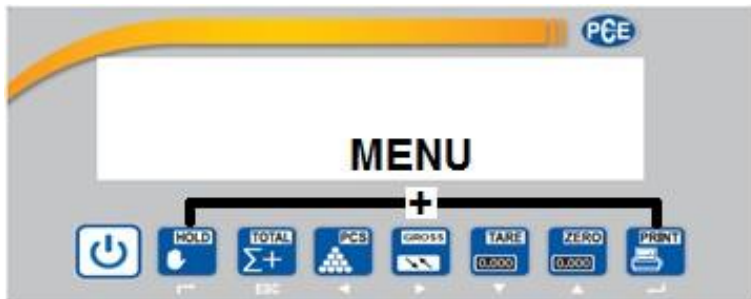 PCE
MENU
+
HOLD TOTAL PCS GROSS TARE ZERO PRINT
Σ+ 0.000 0.000
ESC